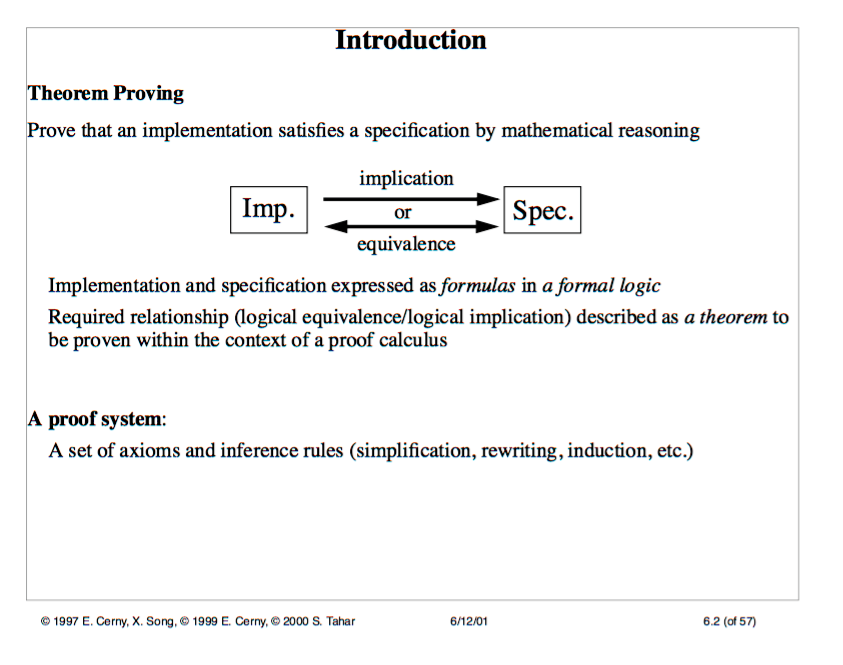 Introduction
Theorem Proving
Prove that an implementation satisfies a specification by mathematical reasoning
implication
Imp.
or
Spec.
equivalence
Implementation and specification expressed as formulas in a formal logic
Required relationship (logical equivalence/logical implication) described as a theorem to
be proven within the context of a proof calculus
A proof system:
A set of axioms and inference rules (simplification, rewriting, induction, etc.)
© 1997 E. Cerny, X. Song, © 1999 E. Cerny, © 2000 S. Tahar 6/12/01 6.2 (of 57)